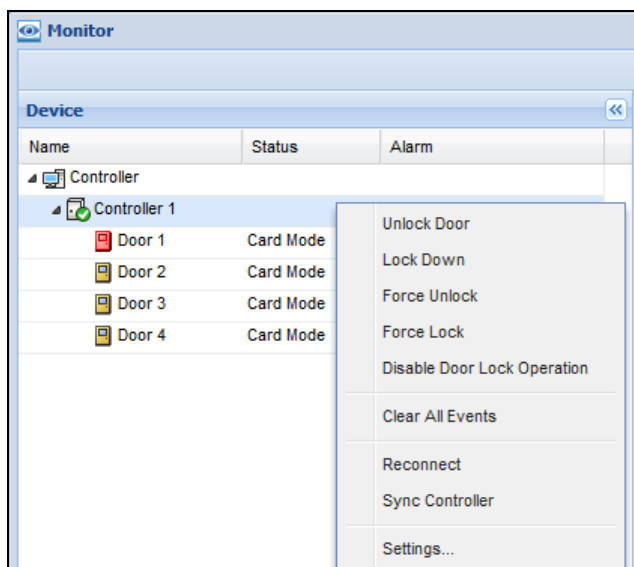 Monitor
Device
Name Status Alarm
Controller
Controller 1
Door 1 Card Mode
Door 2 Card Mode
Door 3 Card Mode
Door 4 Card Mode
Unlock Door
Lock Down
Force Unlock
Force Lock
Disable Door Lock Operation
Clear All Events
Reconnect
Sync Controller
Settings...